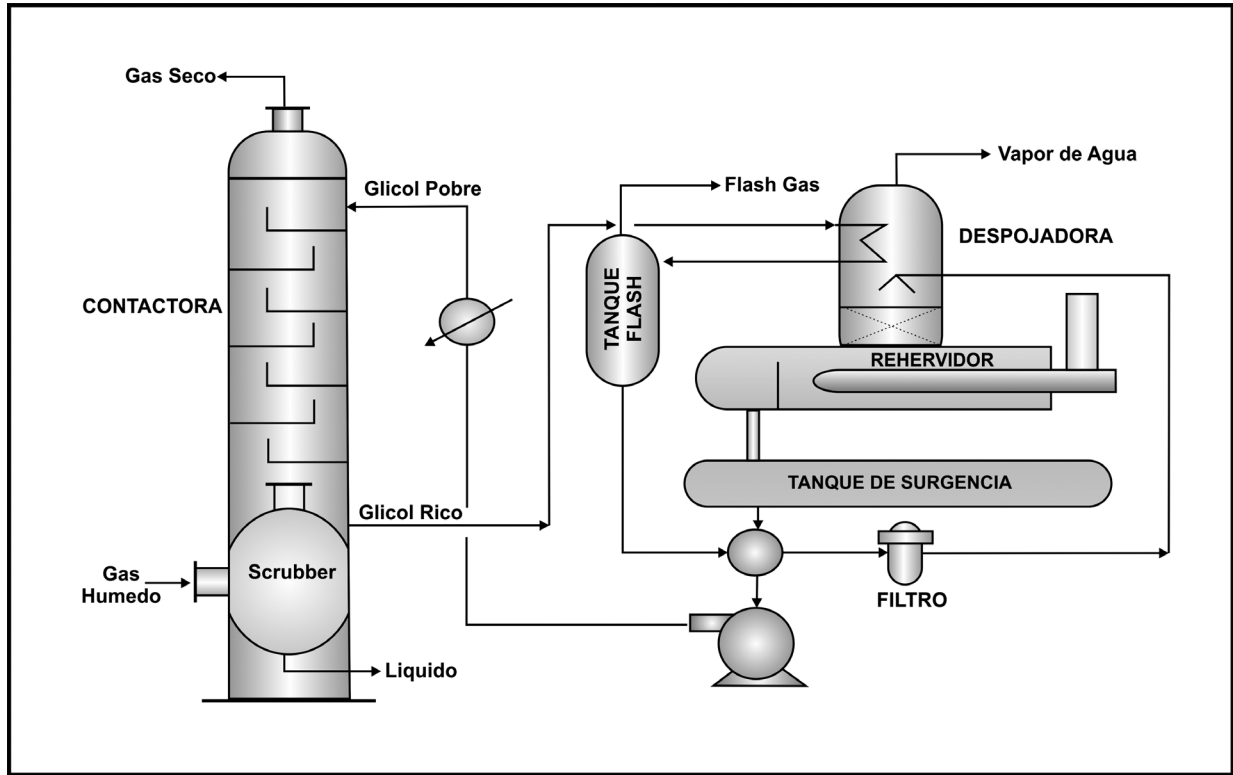 Gas Seco
Glicol Pobre
CONTACTORA
Glicol Rico
Scrubber
Gas
Humedo
Liquido
Flash Gas
TANQUE
FLASH
Vapor de Agua
DESPOJADORA
REHERVIDOR
TANQUE DE SURGENCIA
FILTRO